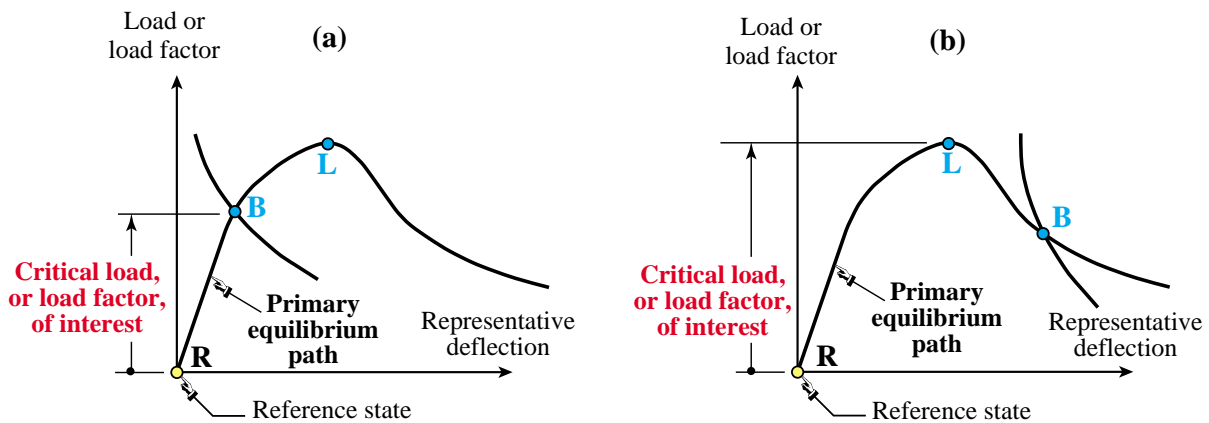 Load or
load factor
(a)
L
B
Critical load,
or load factor,
of interest
Primary
equilibrium
path
Representative
deflection
R
Reference state
Load or
load factor
(b)
L
B
Critical load,
or load factor,
of interest
Primary
equilibrium
path
Representative
deflection
R
Reference state